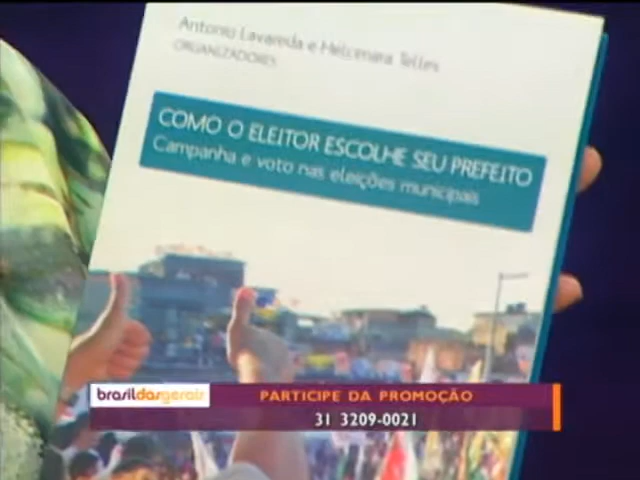 Antonio Lavareda e Helcimara Telles
ORGANIZADORES
COMO O ELEITOR ESCOLHE SEU PREFEITO
Campanha e voto nas eleições municipais
brasildasgerais
PARTICIPE DA PROMOÇÃO
31 3209-0021